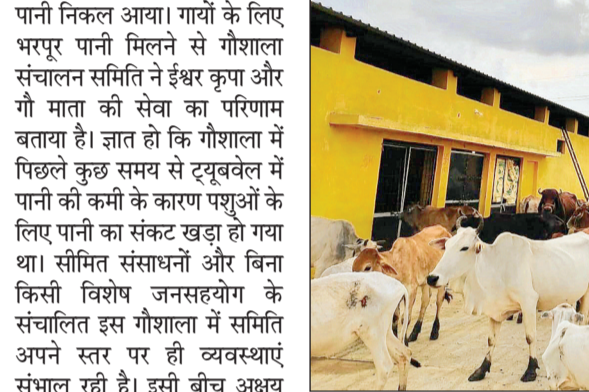 पानी निकल आया। गायों के लिए
भरपूर पानी मिलने से गौशाला
संचालन समिति ने ईश्वर कृपा और
गौ माता की सेवा का परिणाम
बताया है। ज्ञात हो कि गौशाला में
पिछले कुछ समय से ट्यूबवेल में
पानी की कमी के कारण पशुओं के
लिए पानी का संकट खड़ा हो गया
था। सीमित संसाधनों और बिना
किसी विशेष जनसहयोग के
संचालित इस गौशाला में समिति
अपने स्तर पर ही व्यवस्थाएं
संभाल रही है। इसी बीच अक्षय